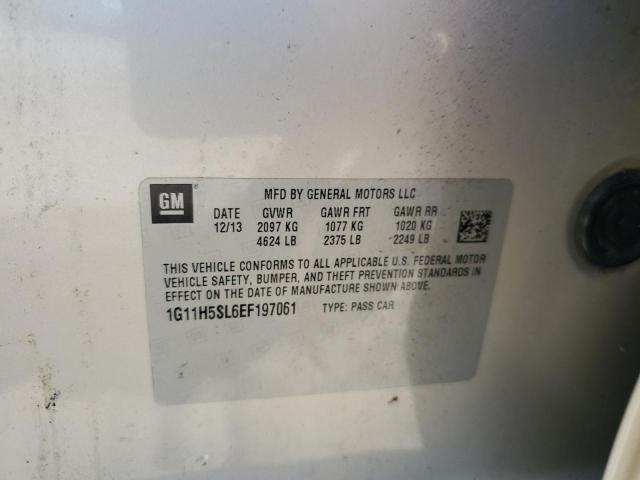 GM
MFD BY GENERAL MOTORS LLC
DATE GVWR GAWR FRT GAWR RR
12/13 2097 KG 1077 KG 1020 KG
4624 LB 2375 LB 2249 LB
THIS VEHICLE CONFORMS TO ALL APPLICABLE U.S. FEDERAL MOTOR
VEHICLE SAFETY, BUMPER, AND THEFT PREVENTION STANDARDS IN
EFFECT ON THE DATE OF MANUFACTURE SHOWN ABOVE.
1G11H5SL6EF197061 TYPE: PASS CAR